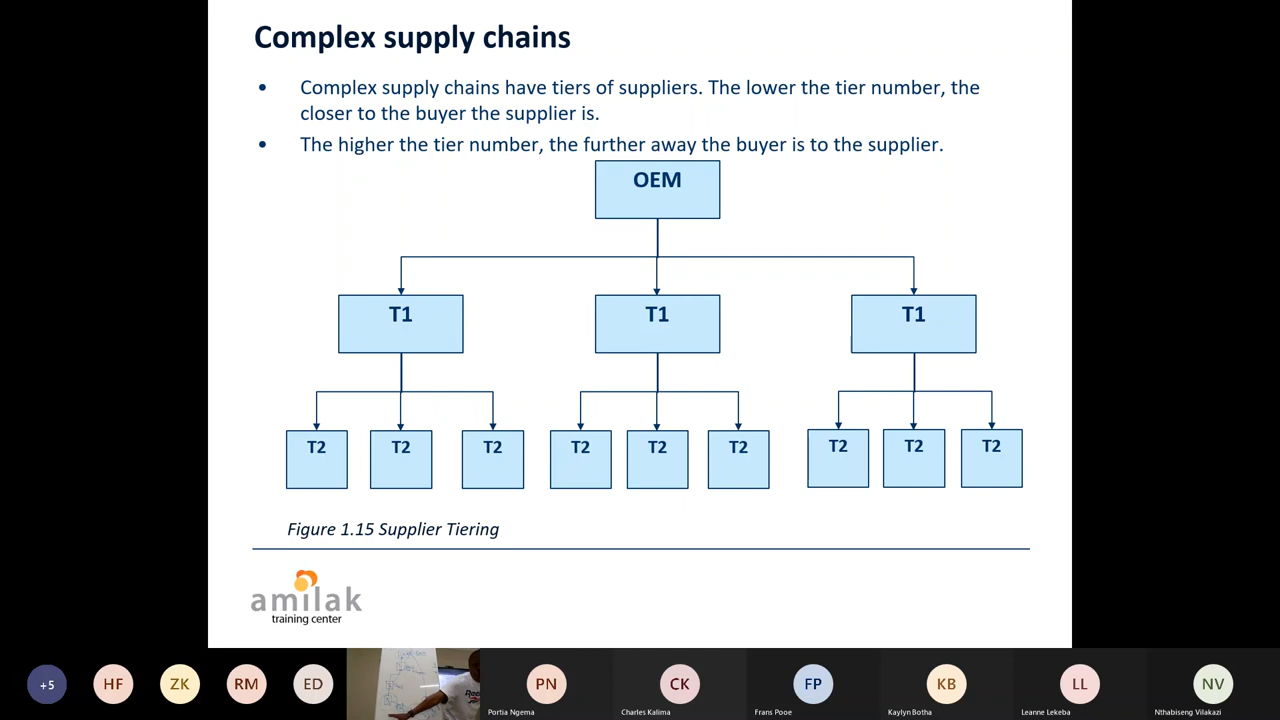 Complex supply chains
• Complex supply chains have tiers of suppliers. The lower the tier number, the
closer to the buyer the supplier is.
• The higher the tier number, the further away the buyer is to the supplier.
OEM
T1 T1 T1
T2 T2 T2 T2 T2 T2 T2 T2 T2
Figure 1.15 Supplier Tiering
amilak
training center
+5 HF ZK RM ED PN CK FP KB LL NV
Portia Ngema Charles Kalima Frans Pooe Kaylyn Botha Leanne Lekeba Nthabiseng Vilakazi